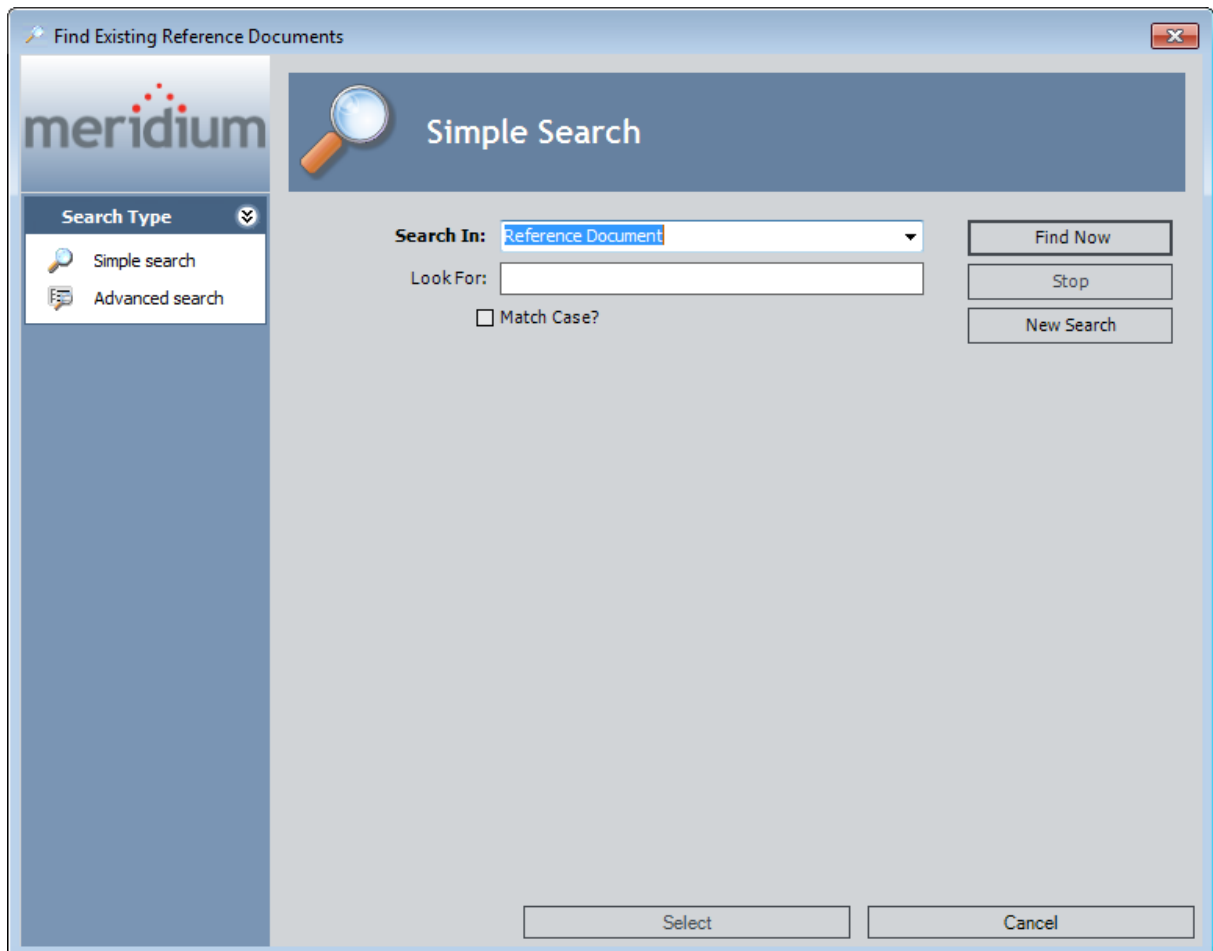 Find Existing Reference Documents
meridium
Simple Search
Search Type
Simple search
Advanced search
Search In: Reference Document
Find Now
Look For:
Stop
Match Case?
New Search
Select
Cancel